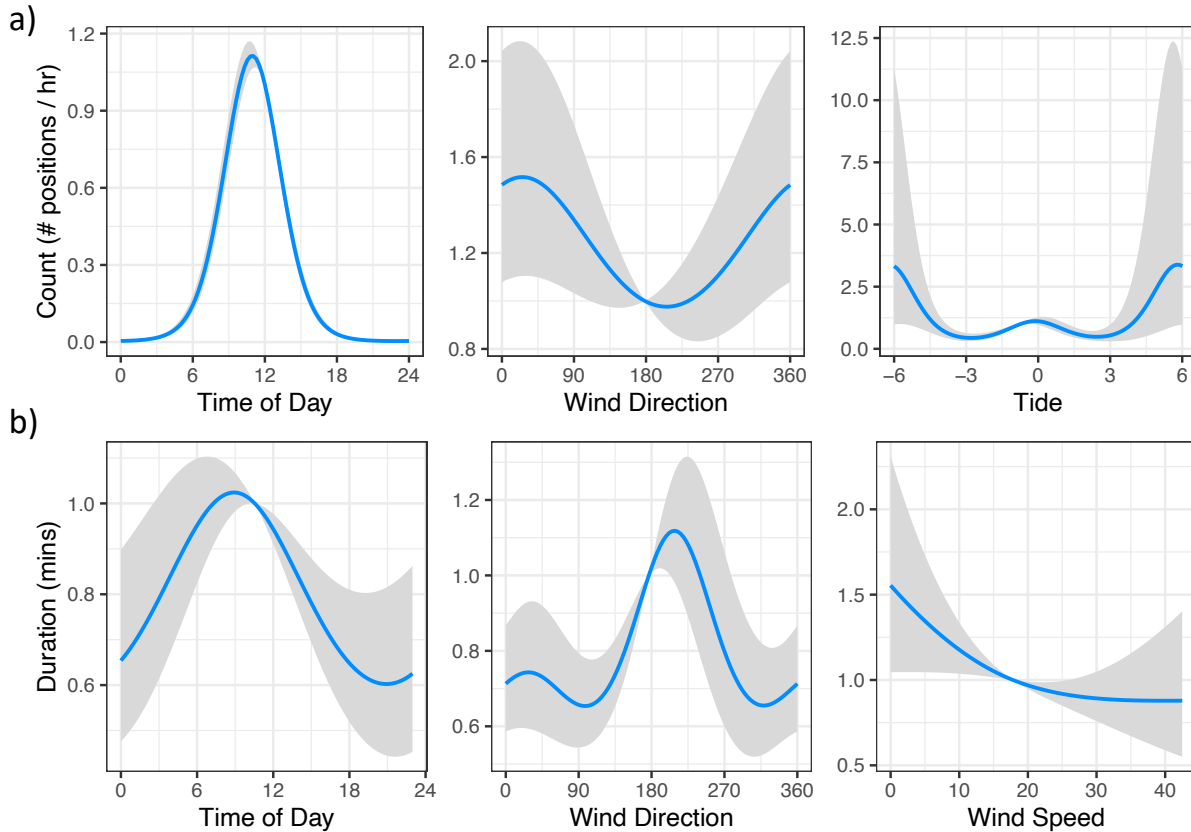 a)
Count (# positions / hr)
1.2
0.9
0.6
0.3
0.0
0 6 12 18 24
Time of Day
2.0
1.6
1.2
0.8
0 90 180 270 360
Wind Direction
12.5
10.0
7.5
5.0
2.5
0.0
−6 −3 0 3 6
Tide
b)
Duration (mins)
1.0
0.8
0.6
0 6 12 18 24
Time of Day
1.2
1.0
0.8
0.6
0 90 180 270 360
Wind Direction
2.0
1.5
1.0
0.5
0 10 20 30 40
Wind Speed